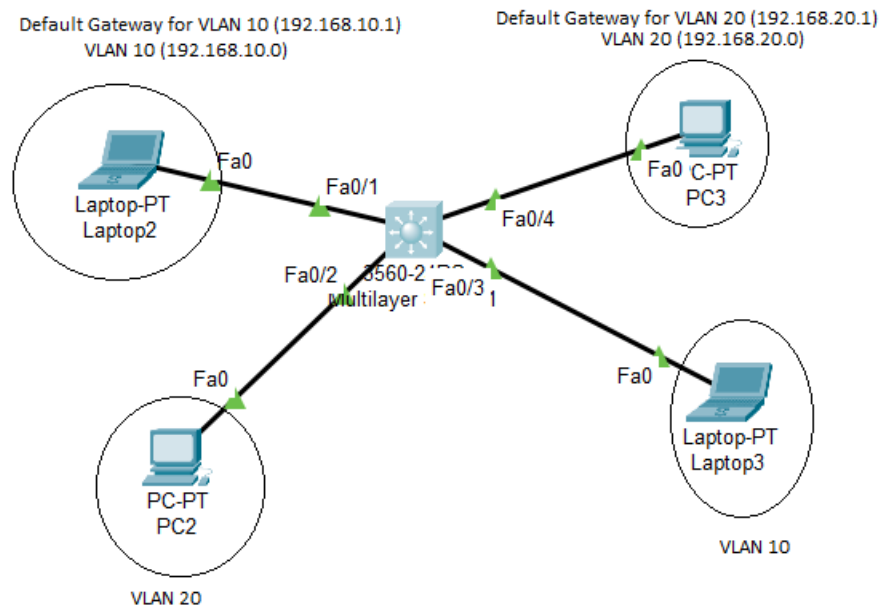 Default Gateway for VLAN 10 (192.168.10.1)
VLAN 10 (192.168.10.0)
Default Gateway for VLAN 20 (192.168.20.1)
VLAN 20 (192.168.20.0)
Fa0
Laptop-PT
Laptop2
Fa0/1
Fa0
C-PT
PC3
Fa0/4
Fa0/2
Fa0/3
Multilayer
1
Fa0
PC-PT
PC2
VLAN 20
Fa0
Laptop-PT
Laptop3
VLAN 10